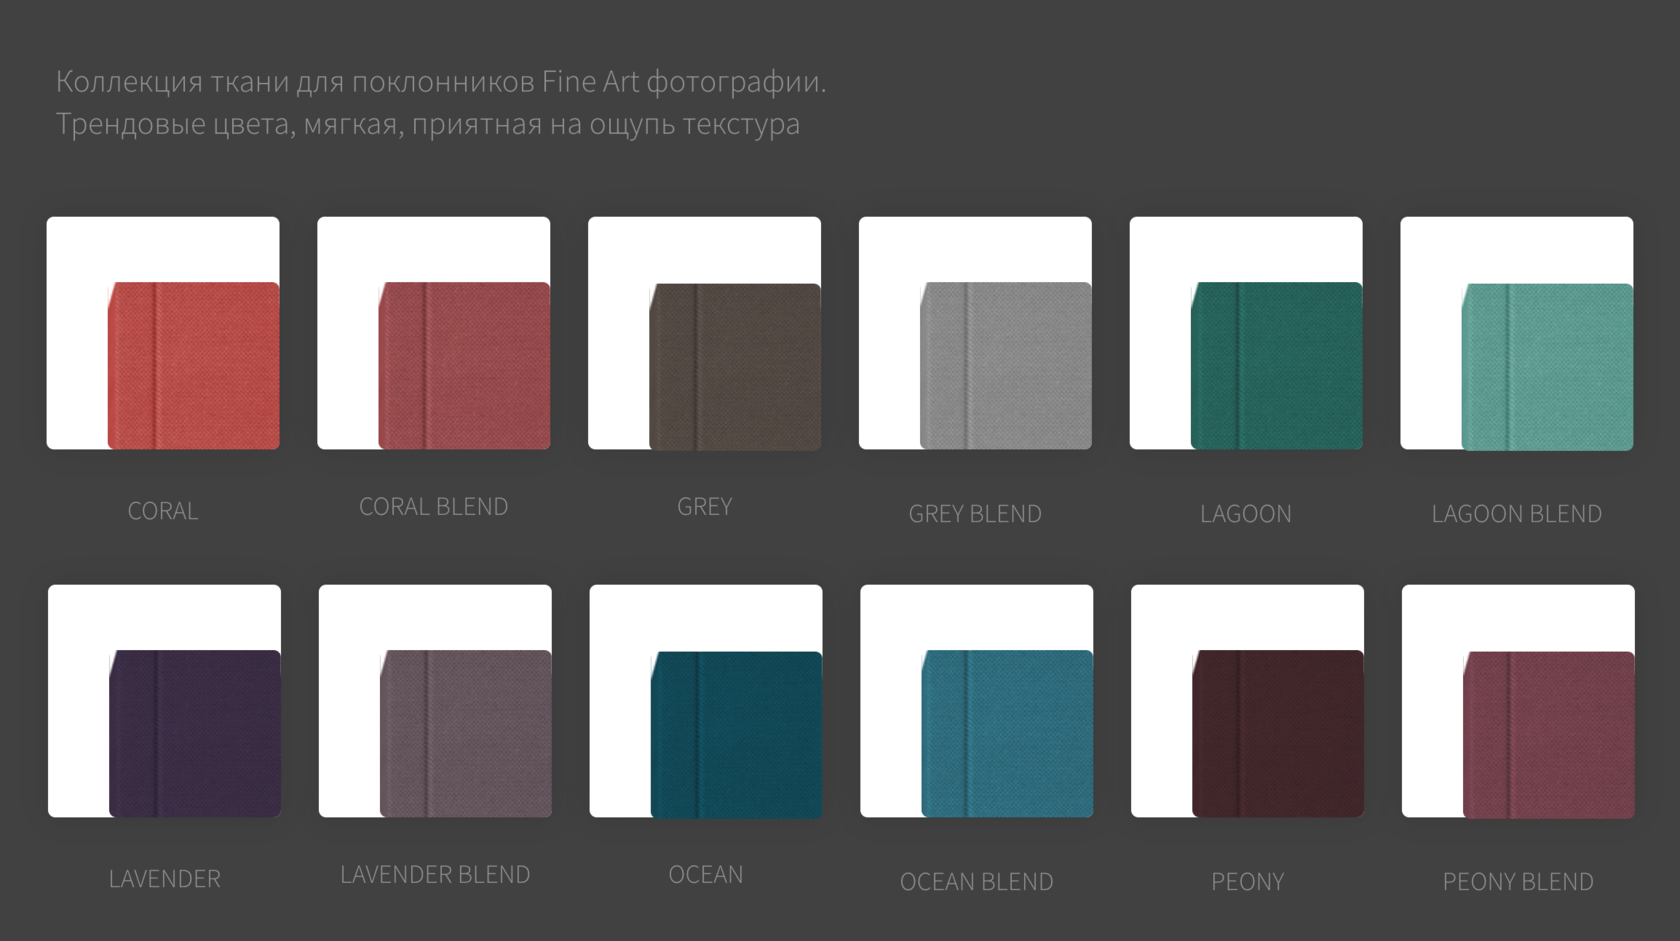 Коллекция ткани для поклонников Fine Art фотографии.
Трендовые цвета, мягкая, приятная на ощупь текстура
CORAL
CORAL BLEND
GREY
GREY BLEND
LAGOON
LAGOON BLEND
LAVENDER
LAVENDER BLEND
OCEAN
OCEAN BLEND
PEONY
PEONY BLEND